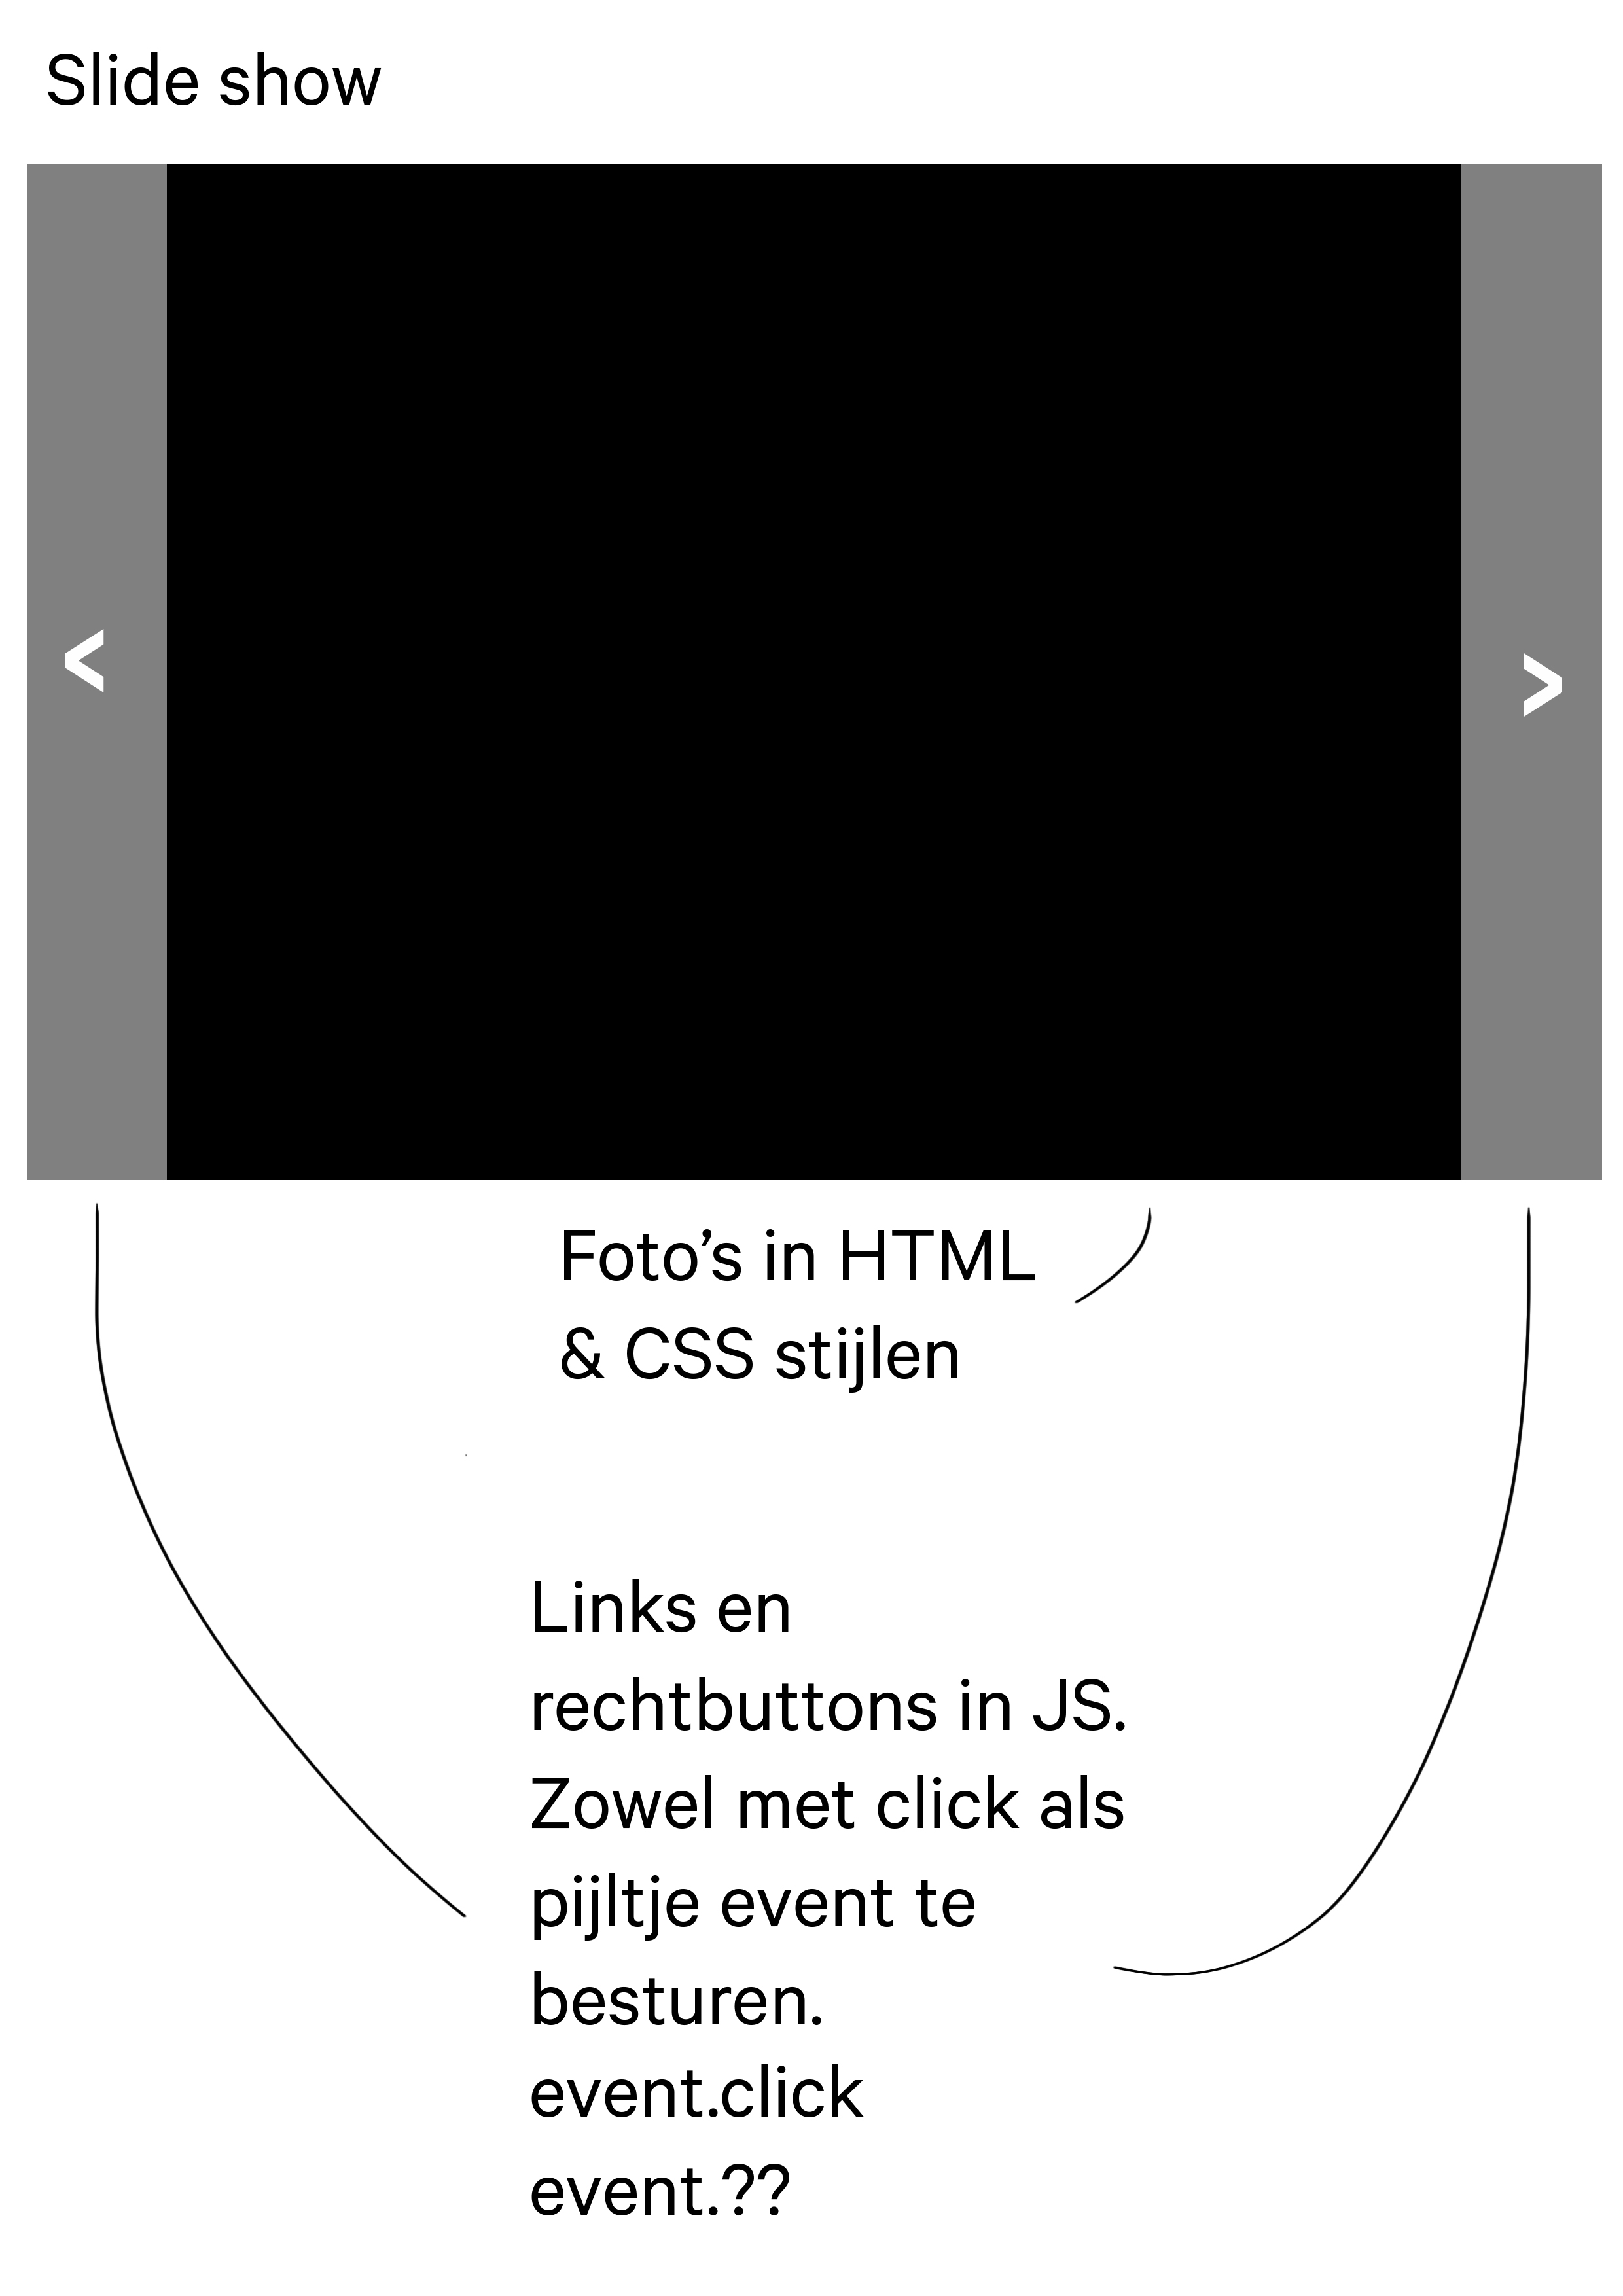 Slide show
<
>
Foto’s in HTML
& CSS stijlen
Links en
rechtbuttons in JS.
Zowel met click als
pijltje event te
besturen.
event.click
event.??